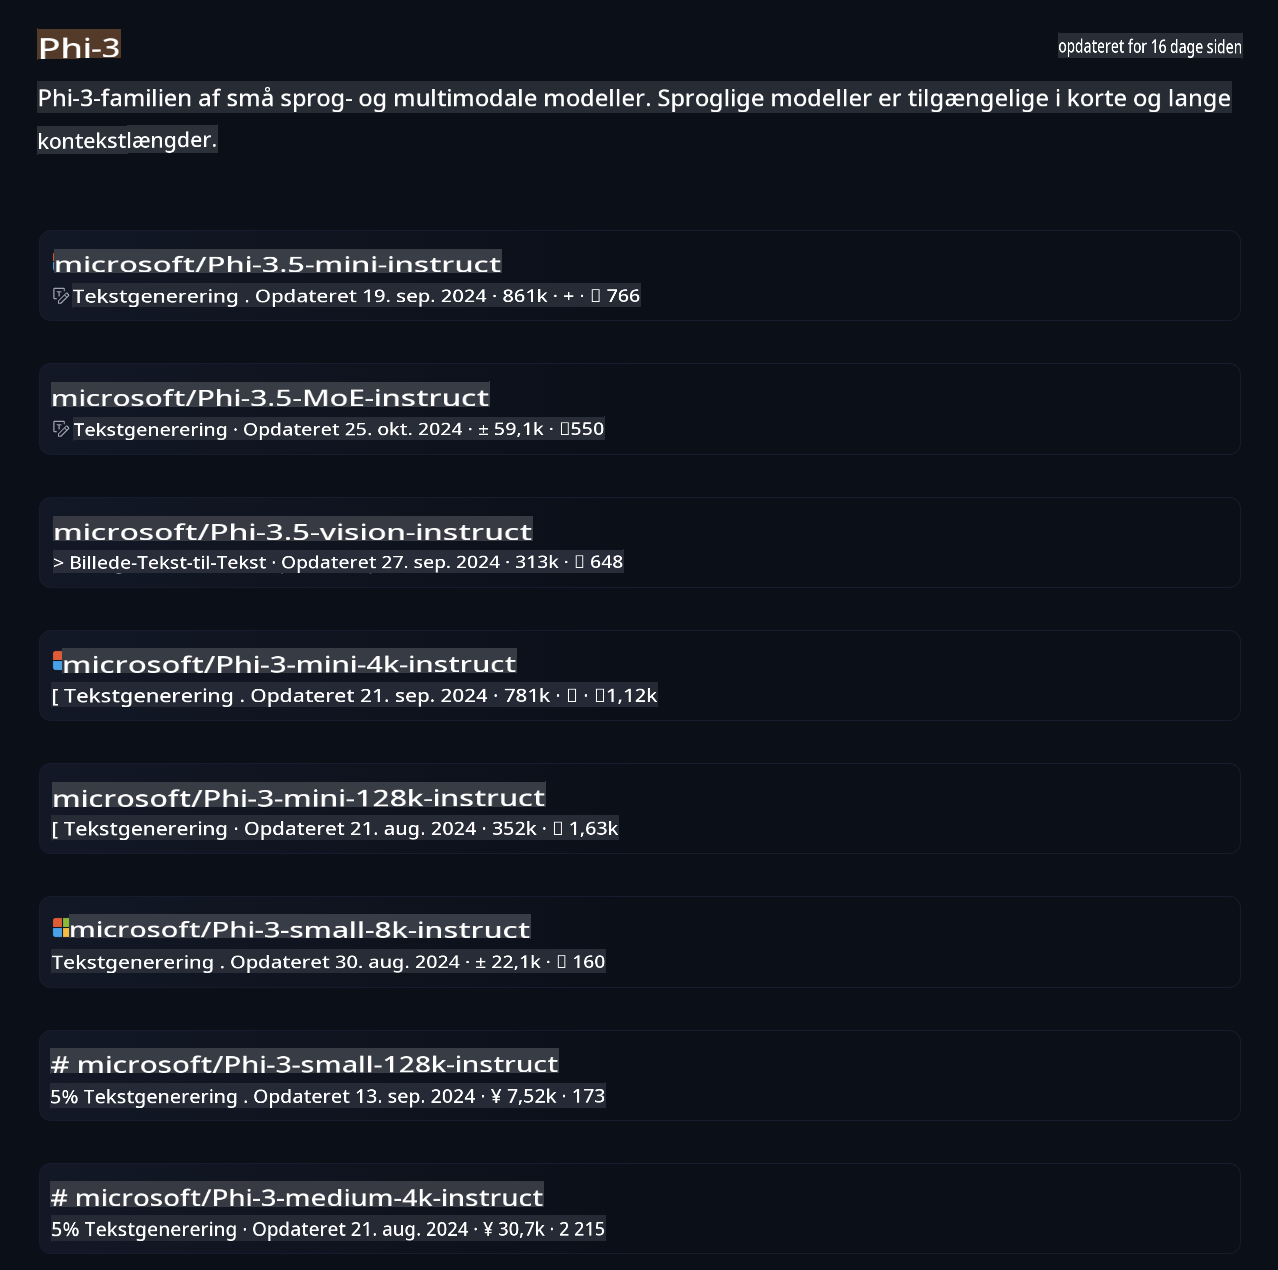 Phi-3
opdateret for 16 dage siden
Phi-3-familien af små sprog- og multimodale modeller. Sproglige modeller er tilgængelige i korte og lange
kontekstlængder.
microsoft/Phi-3.5-mini-instruct
Tekstgenerering . Opdateret 19. sep. 2024 · 861k · + · 766
microsoft/Phi-3.5-MoE-instruct
Tekstgenerering · Opdateret 25. okt. 2024 · ± 59,1k · 550
microsoft/Phi-3.5-vision-instruct
> Billede-Tekst-til-Tekst · Opdateret 27. sep. 2024 · 313k · 648
microsoft/Phi-3-mini-4k-instruct
[ Tekstgenerering . Opdateret 21. sep. 2024 · 781k · · 1,12k
microsoft/Phi-3-mini-128k-instruct
[ Tekstgenerering · Opdateret 21. aug. 2024 · 352k · 1,63k
microsoft/Phi-3-small-8k-instruct
Tekstgenerering . Opdateret 30. aug. 2024 · ± 22,1k · 160
# microsoft/Phi-3-small-128k-instruct
5% Tekstgenerering . Opdateret 13. sep. 2024 · ¥ 7,52k · 173
# microsoft/Phi-3-medium-4k-instruct
5% Tekstgenerering · Opdateret 21. aug. 2024 · ¥ 30,7k · 2 215